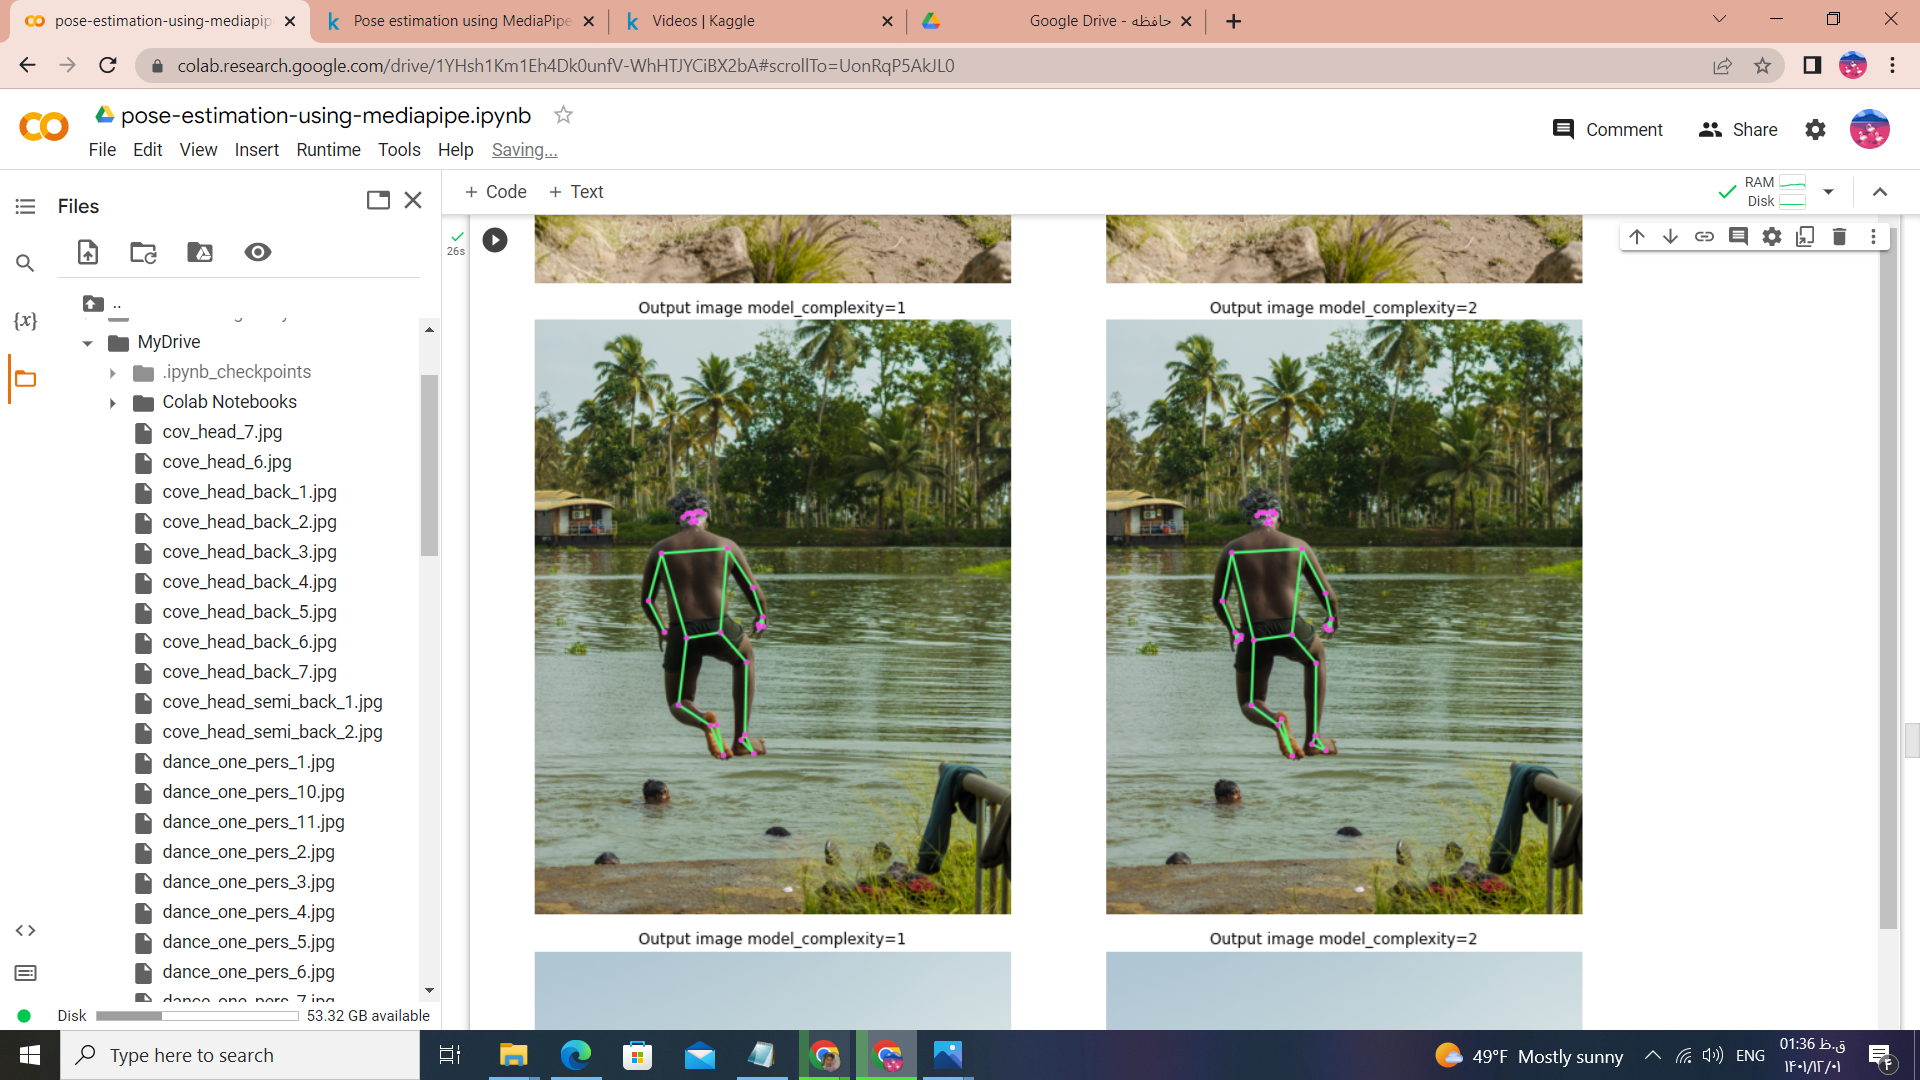 pose-estimation-using-mediapip
Pose estimation using MediaPipe
Videos | Kaggle
Google Drive - حافظه
colab.research.google.com/drive/1YHsh1Km1Eh4Dk0unfV-WhHTJYCiBX2bA#scrollTo=UonRqP5AkJL0
pose-estimation-using-mediapipe.ipynb
Comment
Share
File Edit View Insert Runtime Tools Help Saving...
Files
+ Code + Text
RAM
Disk
26s
..
{x}
MyDrive
.ipynb_checkpoints
Colab Notebooks
cov_head_7.jpg
cove_head_6.jpg
cove_head_back_1.jpg
cove_head_back_2.jpg
cove_head_back_3.jpg
cove_head_back_4.jpg
cove_head_back_5.jpg
cove_head_back_6.jpg
cove_head_back_7.jpg
cove_head_semi_back_1.jpg
cove_head_semi_back_2.jpg
dance_one_pers_1.jpg
dance_one_pers_10.jpg
dance_one_pers_11.jpg
dance_one_pers_2.jpg
dance_one_pers_3.jpg
dance_one_pers_4.jpg
dance_one_pers_5.jpg
dance_one_pers_6.jpg
dance_one_pers_7.jpg
Disk 53.32 GB available
Output image model_complexity=1
Output image model_complexity=2
Output image model_complexity=1
Output image model_complexity=2
Type here to search
49°F Mostly sunny
ENG
01:36 ق.ظ
۱۴۰۱/۱۲/۰۱
۴